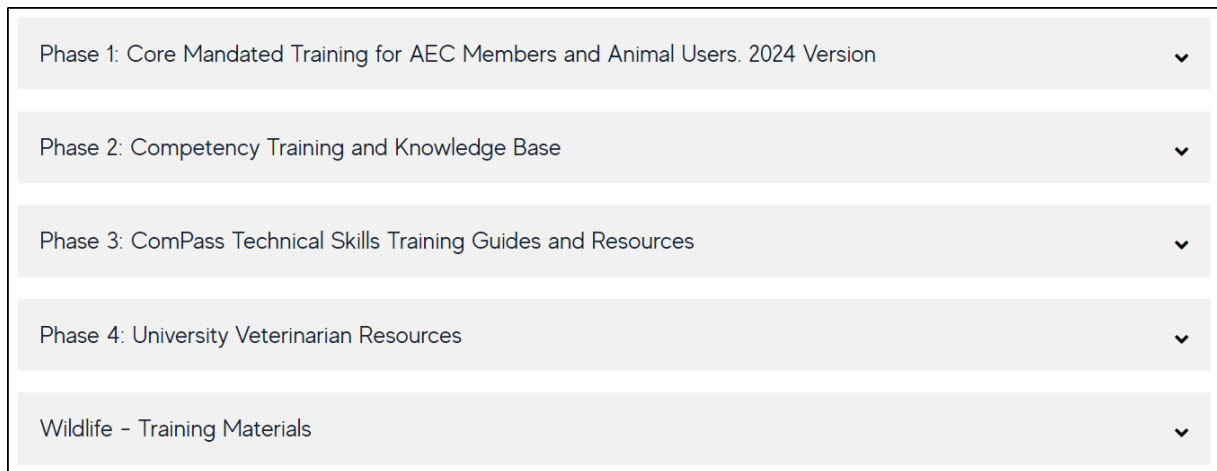 Phase 1: Core Mandated Training for AEC Members and Animal Users. 2024 Version
Phase 2: Competency Training and Knowledge Base
Phase 3: ComPass Technical Skills Training Guides and Resources
Phase 4: University Veterinarian Resources
Wildlife - Training Materials